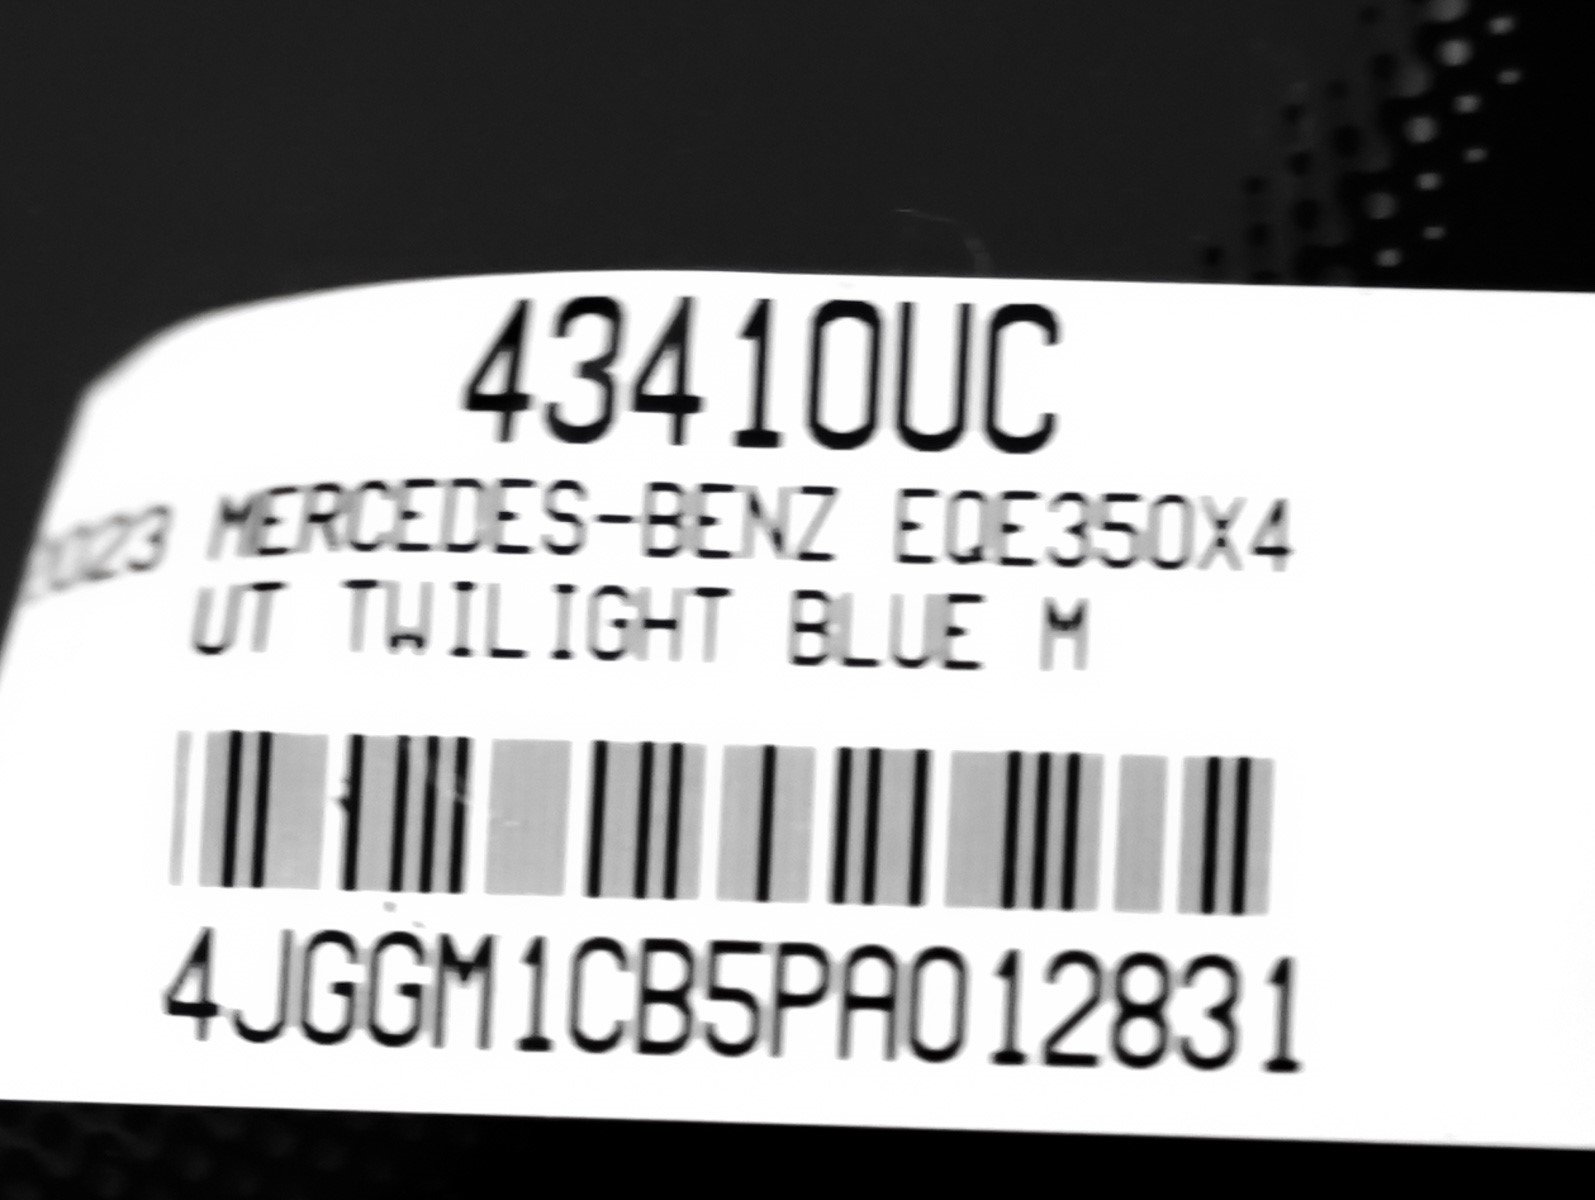 43410UC
2023 MERCEDES-BENZ EQE350X4
UT TWILIGHT BLUE M
4JGGM1CB5PA012831